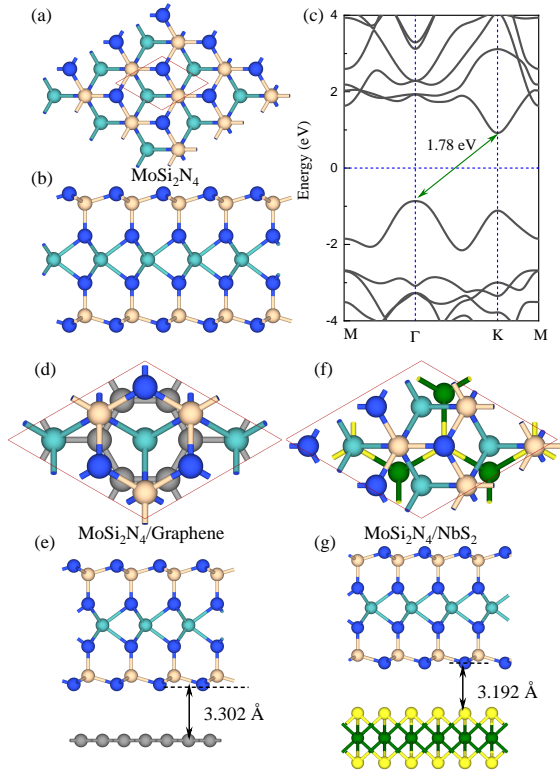 (a)
MoSi₂N₄
(b)
(c)
Energy (eV)
4
2
0
-2
-4
1.78 eV
M
Γ
K
M
(d)
MoSi₂N₄/Graphene
(e)
3.302 Å
(f)
MoSi₂N₄/NbS₂
(g)
3.192 Å